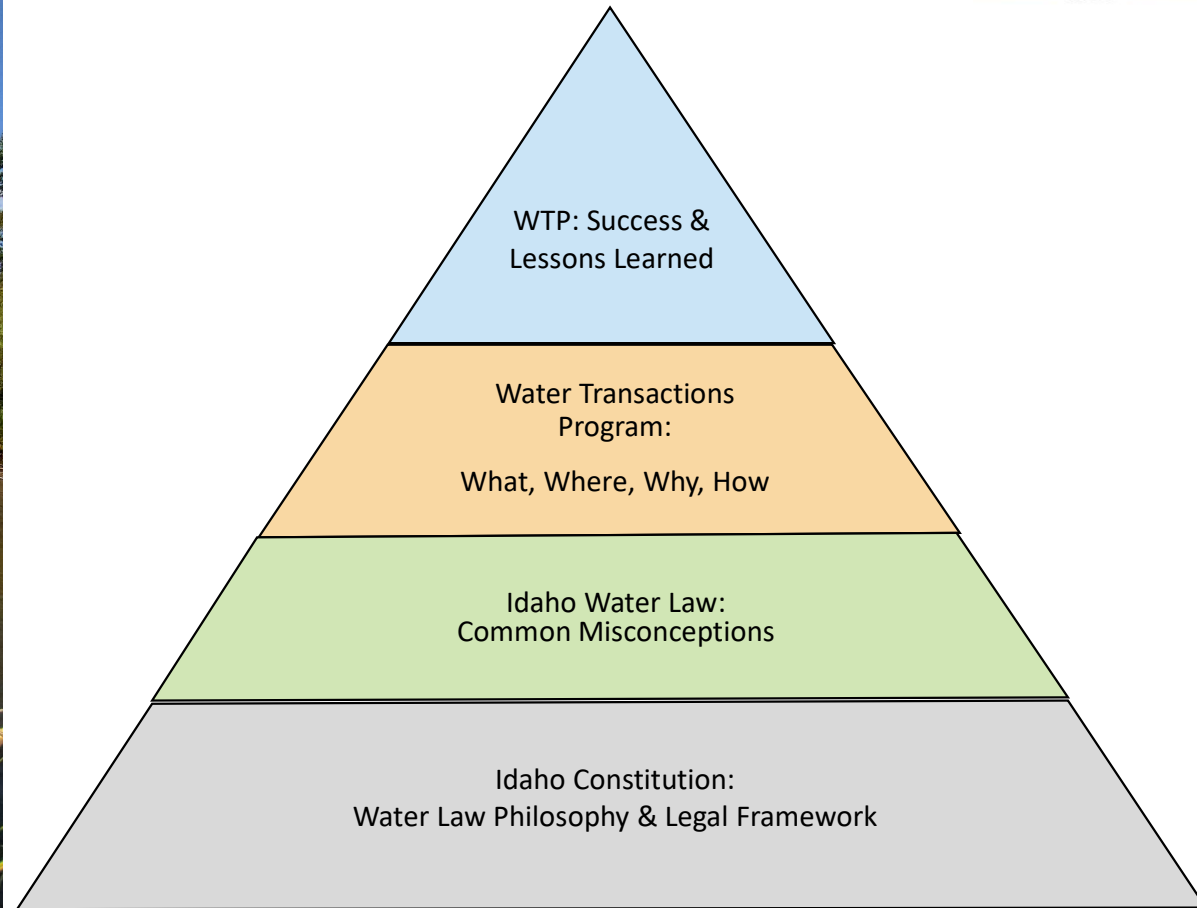 WTP: Success &
Lessons Learned
Water Transactions
Program:
What, Where, Why, How
Idaho Water Law:
Common Misconceptions
Idaho Constitution:
Water Law Philosophy & Legal Framework